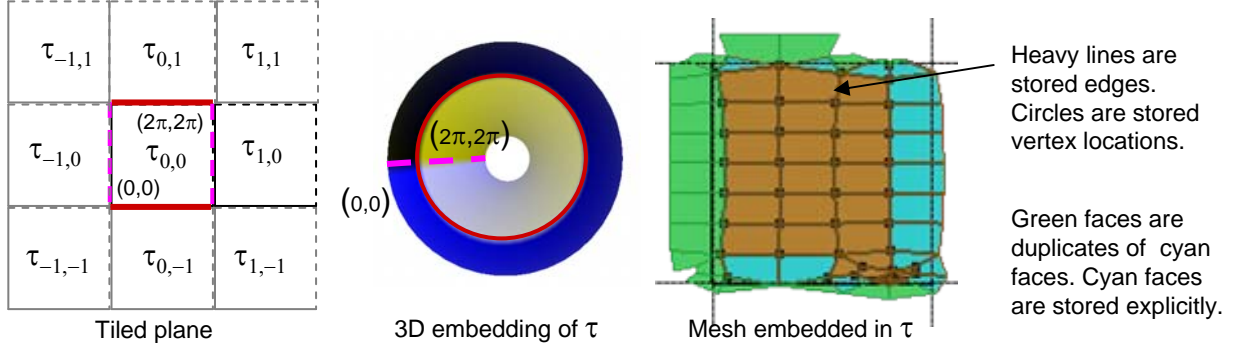 τ-1,1 τ0,1 τ1,1
(2π,2π)
τ-1,0 τ0,0 τ1,0
(0,0)
τ-1,-1 τ0,-1 τ1,-1
Tiled plane
(2π,2π)
(0,0)
3D embedding of τ
Mesh embedded in τ
Heavy lines are
stored edges.
Circles are stored
vertex locations.
Green faces are
duplicates of cyan
faces. Cyan faces
are stored explicitly.